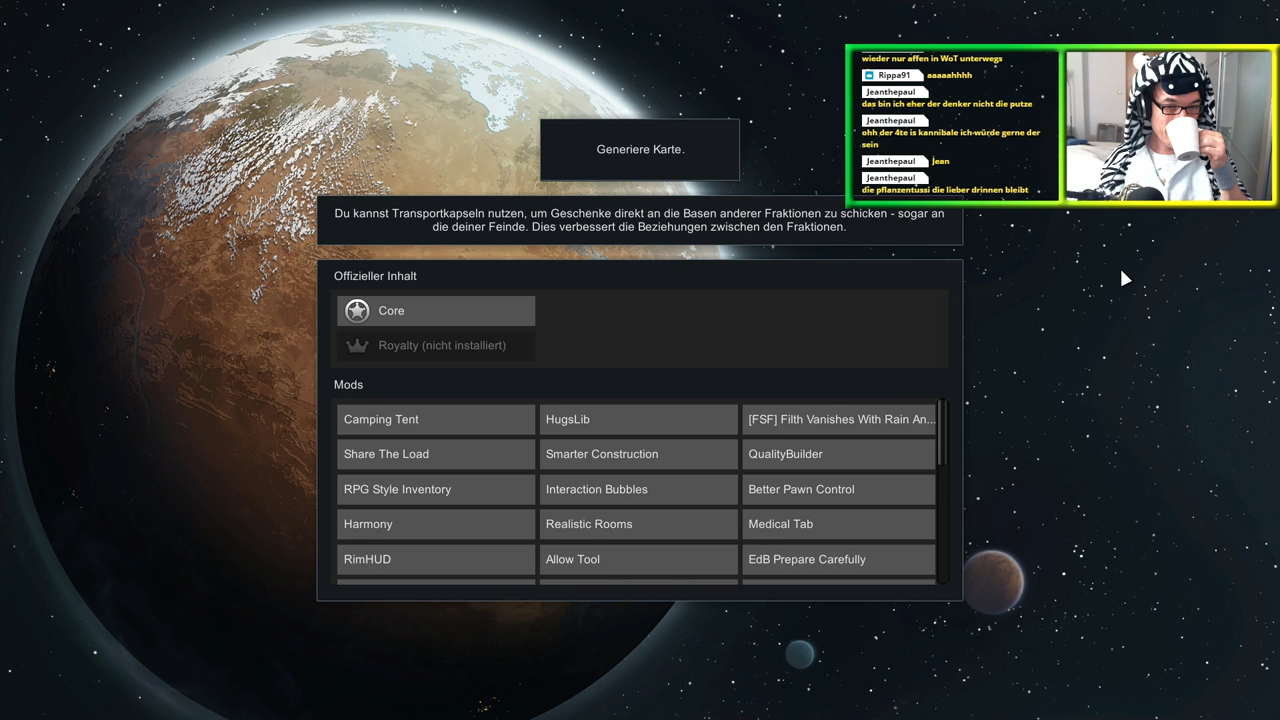 wieder nur affen in WoT unterwegs
Rippa91 aaaaahhhh
Jeanthepaul
das bin ich eher der denker nicht die putze
Jeanthepaul
ohh der 4te is kannibale ich würde gerne der
sein
Jeanthepaul jean
Jeanthepaul
die pflanzentussi die lieber drinnen bleibt
Generiere Karte.
Du kannst Transportkapseln nutzen, um Geschenke direkt an die Basen anderer Fraktionen zu schicken - sogar an
die deiner Feinde. Dies verbessert die Beziehungen zwischen den Fraktionen.
Offizieller Inhalt
Core
Royalty (nicht installiert)
Mods
Camping Tent HugsLib [FSF] Filth Vanishes With Rain An...
Share The Load Smarter Construction QualityBuilder
RPG Style Inventory Interaction Bubbles Better Pawn Control
Harmony Realistic Rooms Medical Tab
RimHUD Allow Tool EdB Prepare Carefully